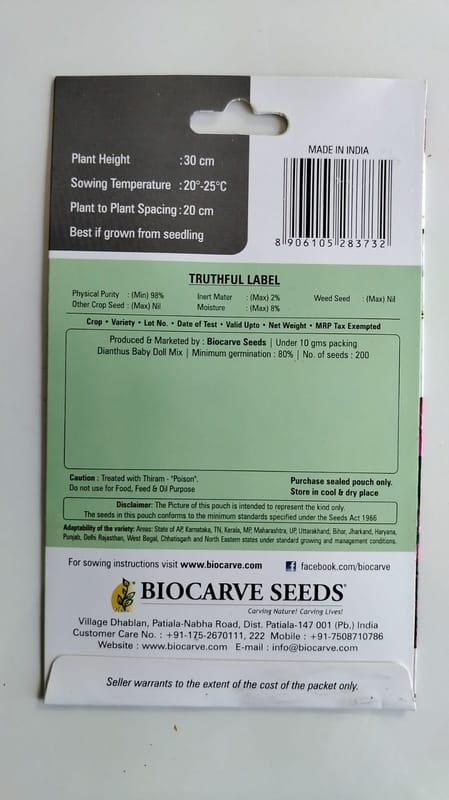 Plant Height : 30 cm
Sowing Temperature : 20°-25°C
Plant to Plant Spacing : 20 cm
Best if grown from seedling
MADE IN INDIA
8 906105 283732
TRUTHFUL LABEL
Physical Purity : (Min) 98% Inert Mater : (Max) 2% Weed Seed : (Max) Nil
Other Crop Seed : (Max) Nil Moisture : (Max) 8%
Crop • Variety • Lot No. • Date of Test • Valid Upto • Net Weight • MRP Tax Exempted
Produced & Marketed by : Biocarve Seeds | Under 10 gms packing
Dianthus Baby Doll Mix | Minimum germination : 80% | No. of seeds : 200
Caution : Treated with Thiram - "Poison".
Do not use for Food, Feed & Oil Purpose
Purchase sealed pouch only.
Store in cool & dry place
Disclaimer: The Picture of this pouch is intended to represent the kind only.
The seeds in this pouch conforms to the minimum standards specified under the Seeds Act 1966
Adaptability of the variety: Areas: State of AP, Karnataka, TN, Kerala, MP, Maharashtra, UP, Uttarakhand, Bihar, Jharkand, Haryana,
Punjab, Delhi Rajasthan, West Begal, Chhatisgarh and North Eastern states under standard growing and management conditions.
For sowing instructions visit www.biocarve.com
facebook.com/biocarve
BIOCARVE SEEDS®
Carving Nature! Carving Lives!
Village Dhablan, Patiala-Nabha Road, Dist. Patiala-147 001 (Pb.) India
Customer Care No. : +91-175-2670111, 222 Mobile : +91-7508710786
Website : www.biocarve.com E-mail : info@biocarve.com
Seller warrants to the extent of the cost of the packet only.